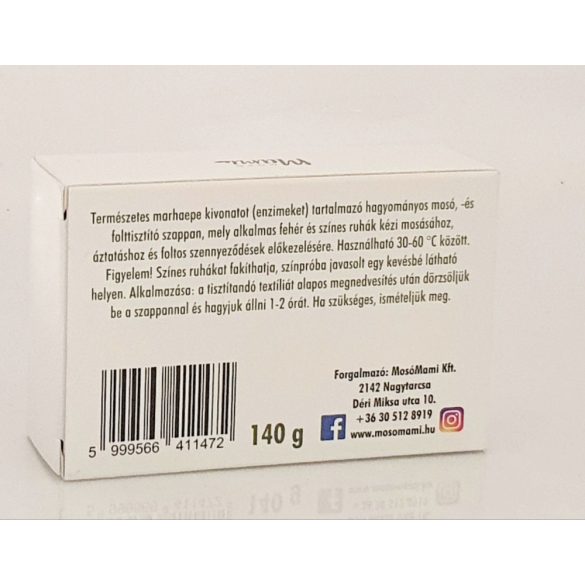 Mami
Természetes marhaepe kivonatot (enzimeket) tartalmazó hagyományos mosó, -és
folttisztító szappan, mely alkalmas fehér és színes ruhák kézi mosásához,
áztatáshoz és foltos szennyeződések előkezelésére. Használható 30-60 °C között.
Figyelem! Színes ruhákat fakíthatja, színpróba javasolt egy kevésbé látható
helyen. Alkalmazása: a tisztítandó textíliát alapos megnedvesítés után dörzsöljük
be a szappannal és hagyjuk állni 1-2 órát. Ha szükséges, ismételjük meg.
Forgalmazó: MosóMami Kft.
2142 Nagytarcsa
Déri Miksa utca 10.
+36 30 512 8919
www.mosomami.hu
5 999566 411472
140 g